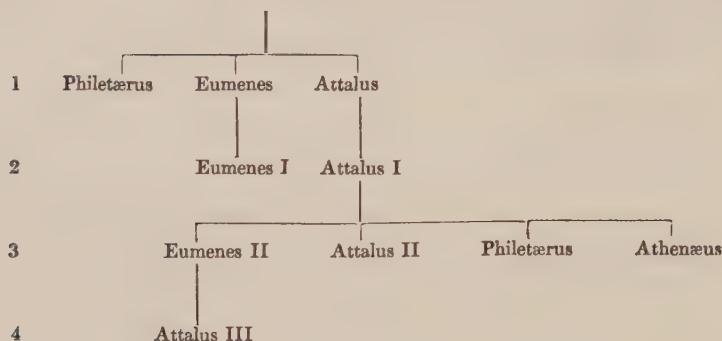 1 Philetærus Eumenes Attalus
2 Eumenes I Attalus I
3 Eumenes II Attalus II Philetærus Athenæus
4 Attalus III